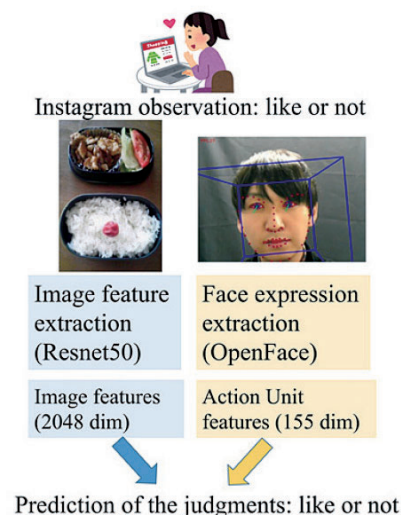 Instagram observation: like or not
Image feature
extraction
(Resnet50)
Face expression
extraction
(OpenFace)
Image features
(2048 dim)
Action Unit
features (155 dim)
Prediction of the judgments: like or not